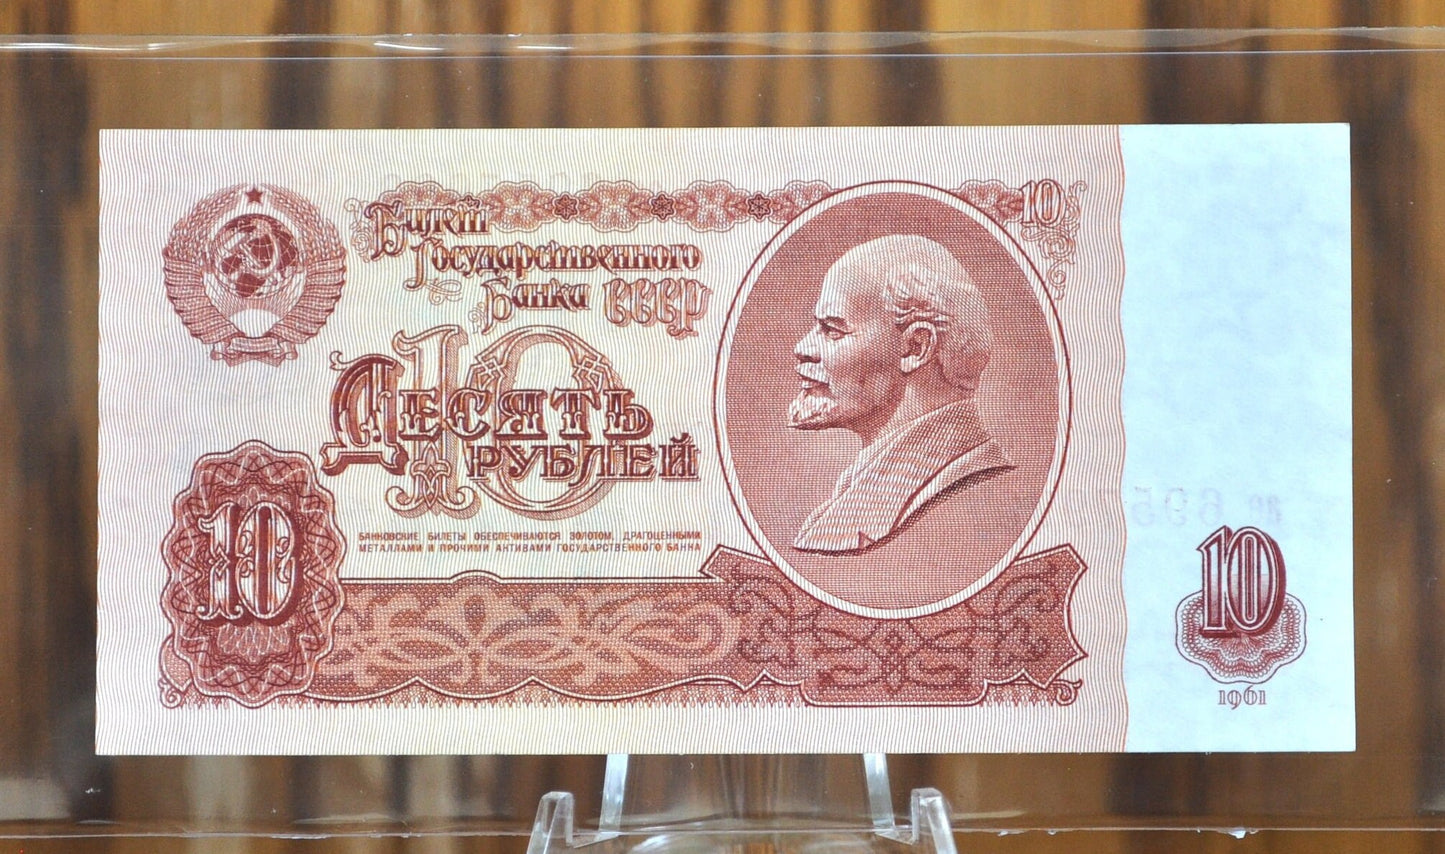 10
Билет
Государственного
Банка СССР
10
Десять
рублей
БАНКОВСКИЕ БИЛЕТЫ ОБЕСПЕЧИВАЮТСЯ ЗОЛОТОМ, ДРАГОЦЕННЫМИ
МЕТАЛЛАМИ И ПРОЧИМИ АКТИВАМИ ГОСУДАРСТВЕННОГО БАНКА
10
10
1961